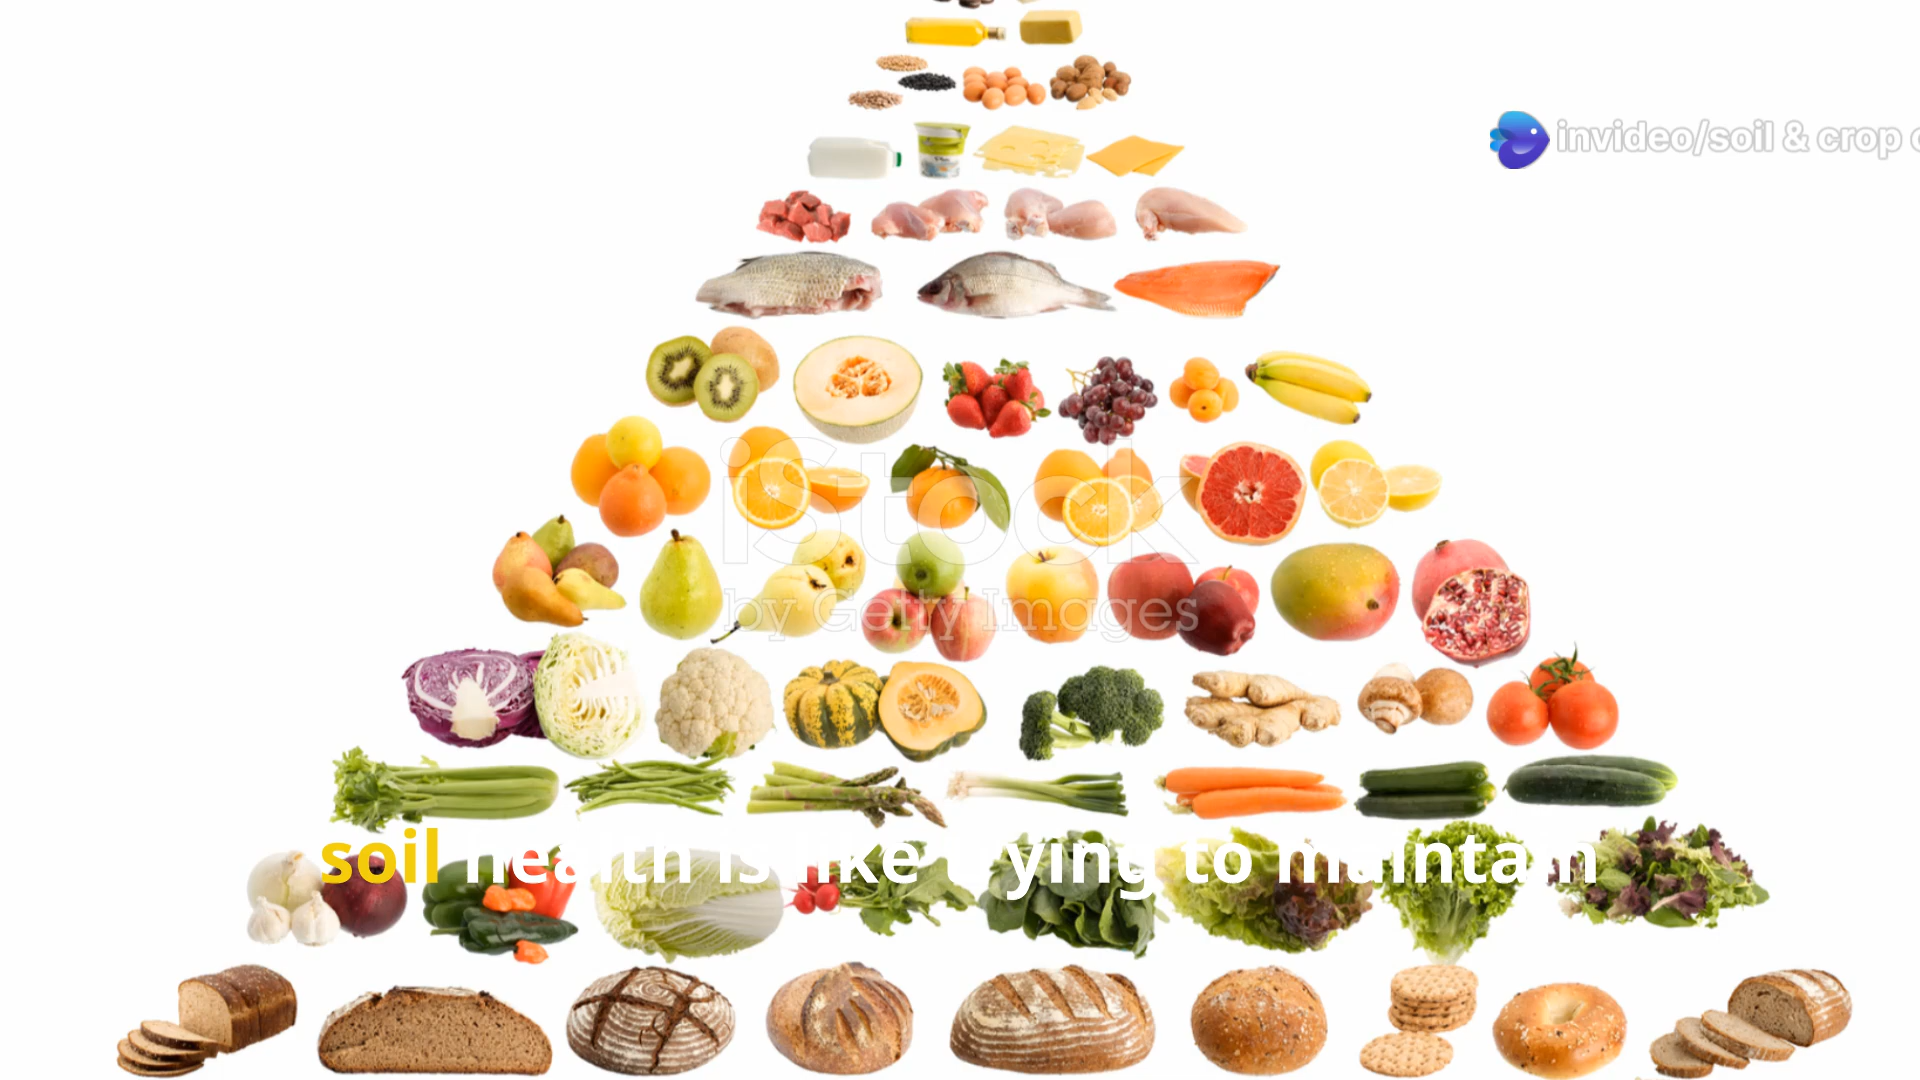 invideo/soil & crop
iStock
by Getty Images
soil health is like trying to maintain